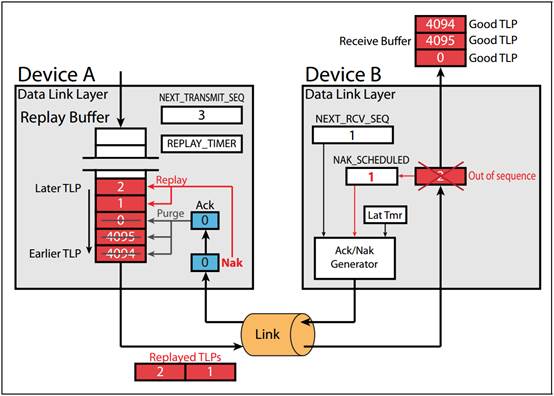 4094 Good TLP
Receive Buffer 4095 Good TLP
0 Good TLP
Device A
Device B
Data Link Layer
Data Link Layer
NEXT_TRANSMIT_SEQ
3
Replay Buffer
REPLAY_TIMER
NEXT_RCV_SEQ
1
NAK_SCHEDULED
1
2
Out of sequence
Later TLP
2
1
0
4095
4094
Earlier TLP
Replay
Purge
Ack
0
0
Nak
Lat Tmr
Ack/Nak
Generator
Link
Replayed TLPs
2 1